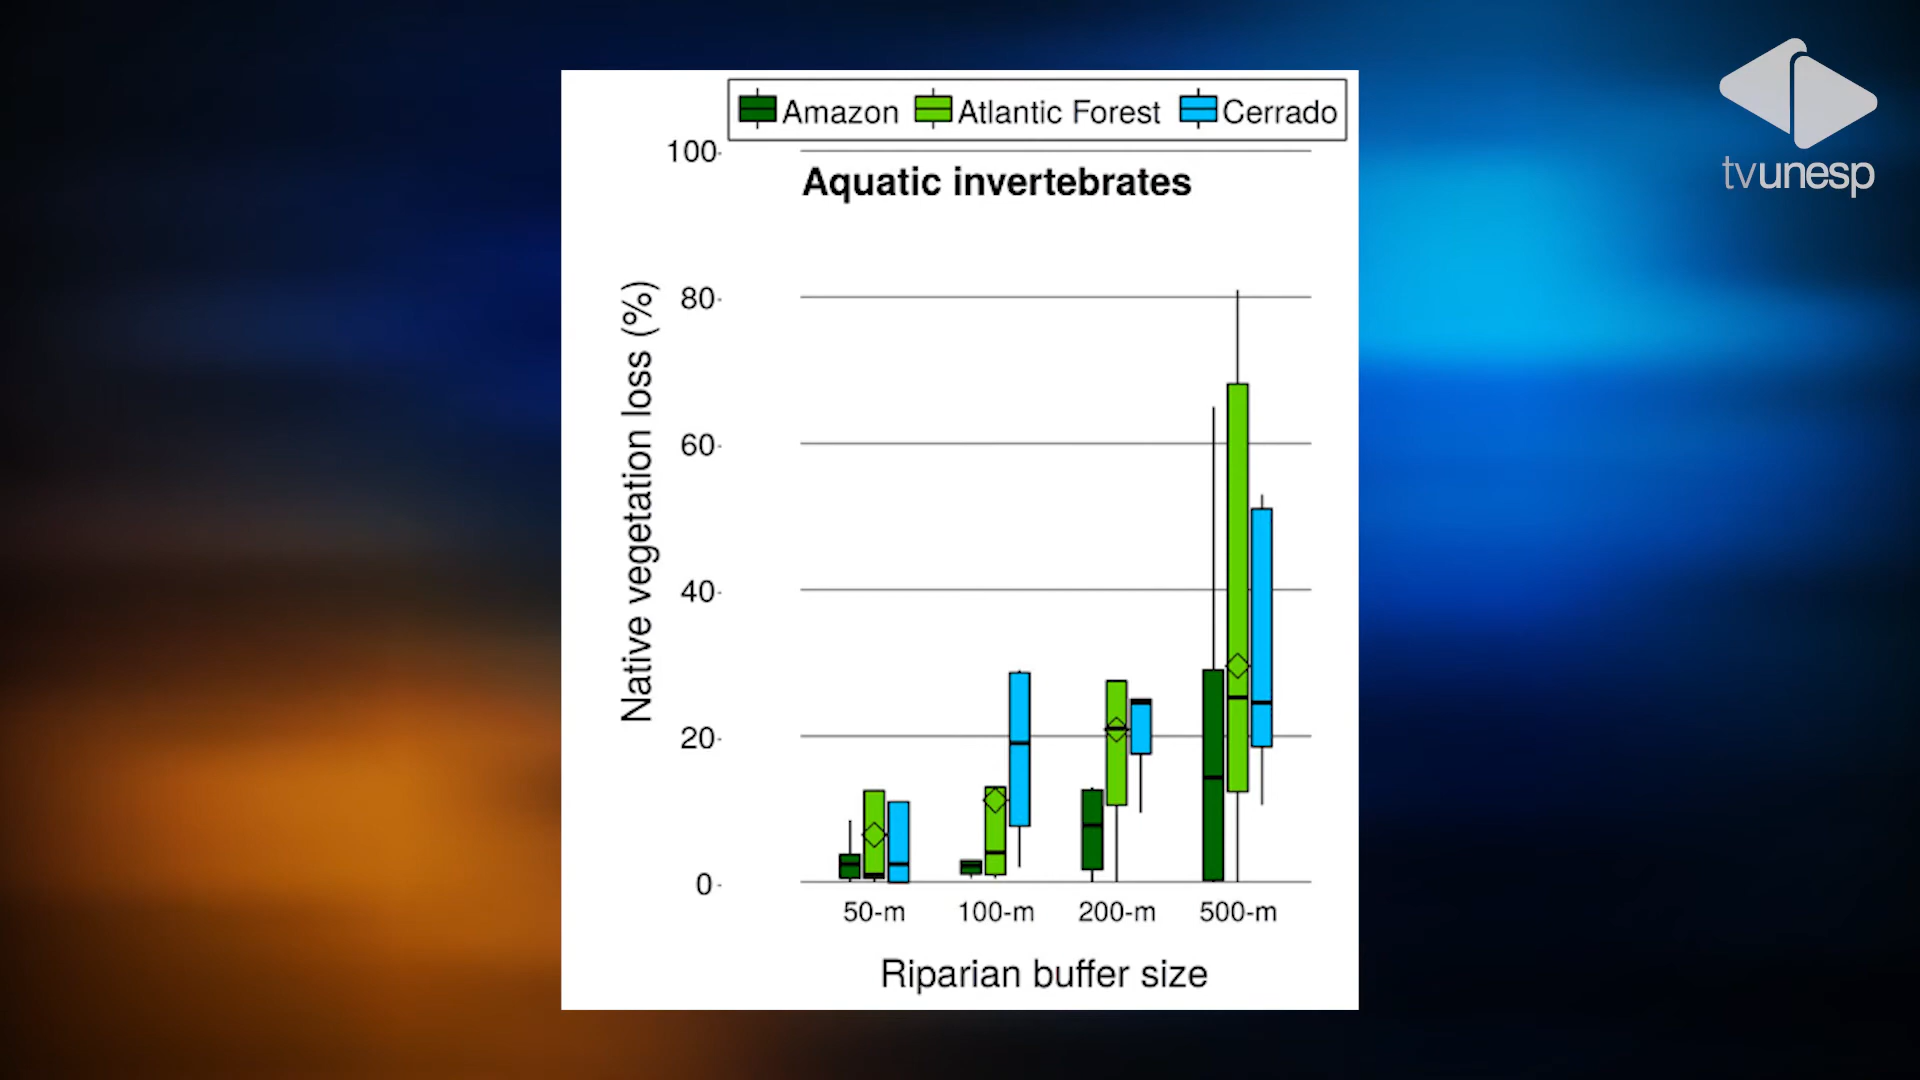 Amazon Atlantic Forest Cerrado
tvunesp
100
Aquatic invertebrates
80
60
40
20
0
Native vegetation loss (%)
50-m 100-m 200-m 500-m
Riparian buffer size